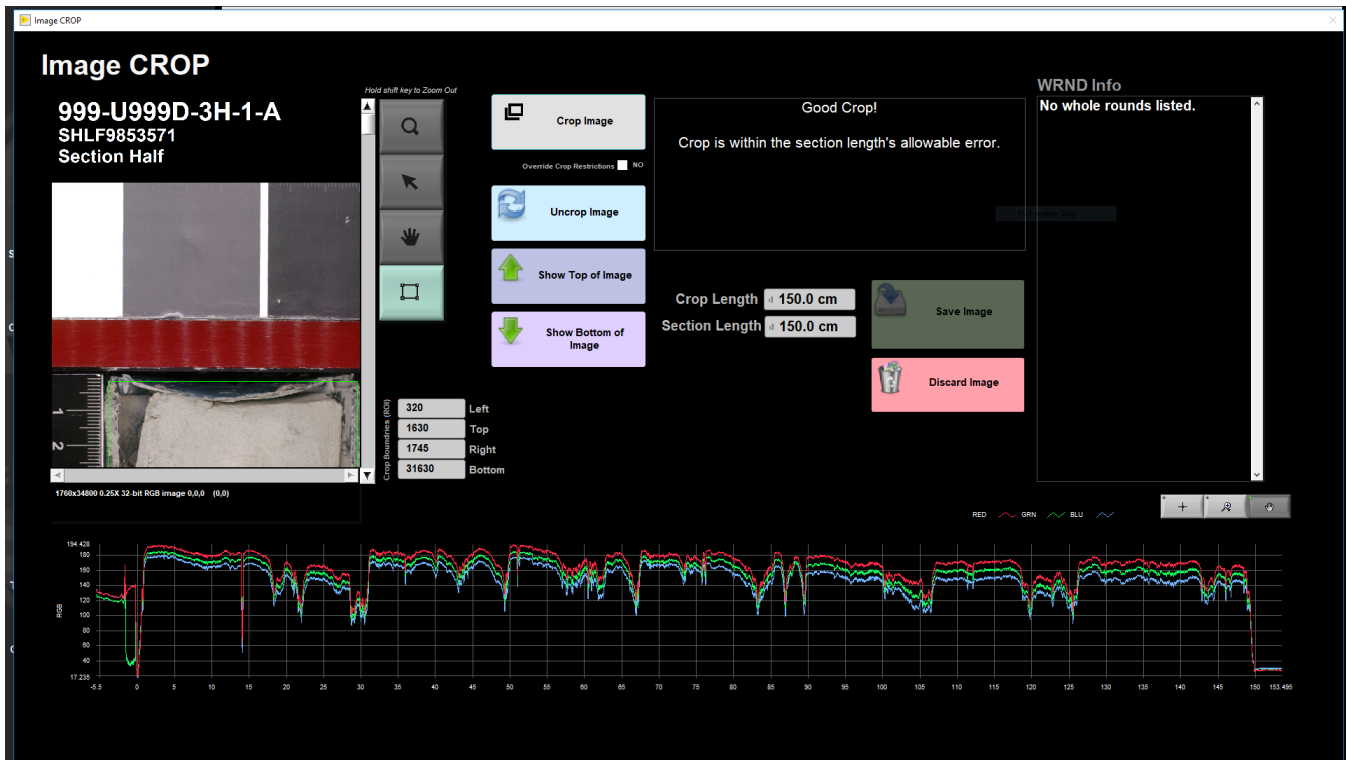 Image CROP
Image CROP
999-U999D-3H-1-A
SHLF9853571
Section Half
Hold shift key to Zoom Out
Crop Image
Override Crop Restrictions NO
Uncrop Image
Show Top of Image
Show Bottom of
Image
Good Crop!
Crop is within the section length's allowable error.
Crop Length d 150.0 cm
Section Length d 150.0 cm
Save Image
Discard Image
WRND Info
No whole rounds listed.
Crop Boundries (ROI)
320 Left
1630 Top
1745 Right
31630 Bottom
1
2
1760x34800 0.25X 32-bit RGB image 0,0,0 (0,0)
RED GRN BLU
RGB
194.428
180
160
140
120
100
80
60
40
17.235
-5.5 0 5 10 15 20 25 30 35 40 45 50 55 60 65 70 75 80 85 90 95 100 105 110 115 120 125 130 135 140 145 150 153.495